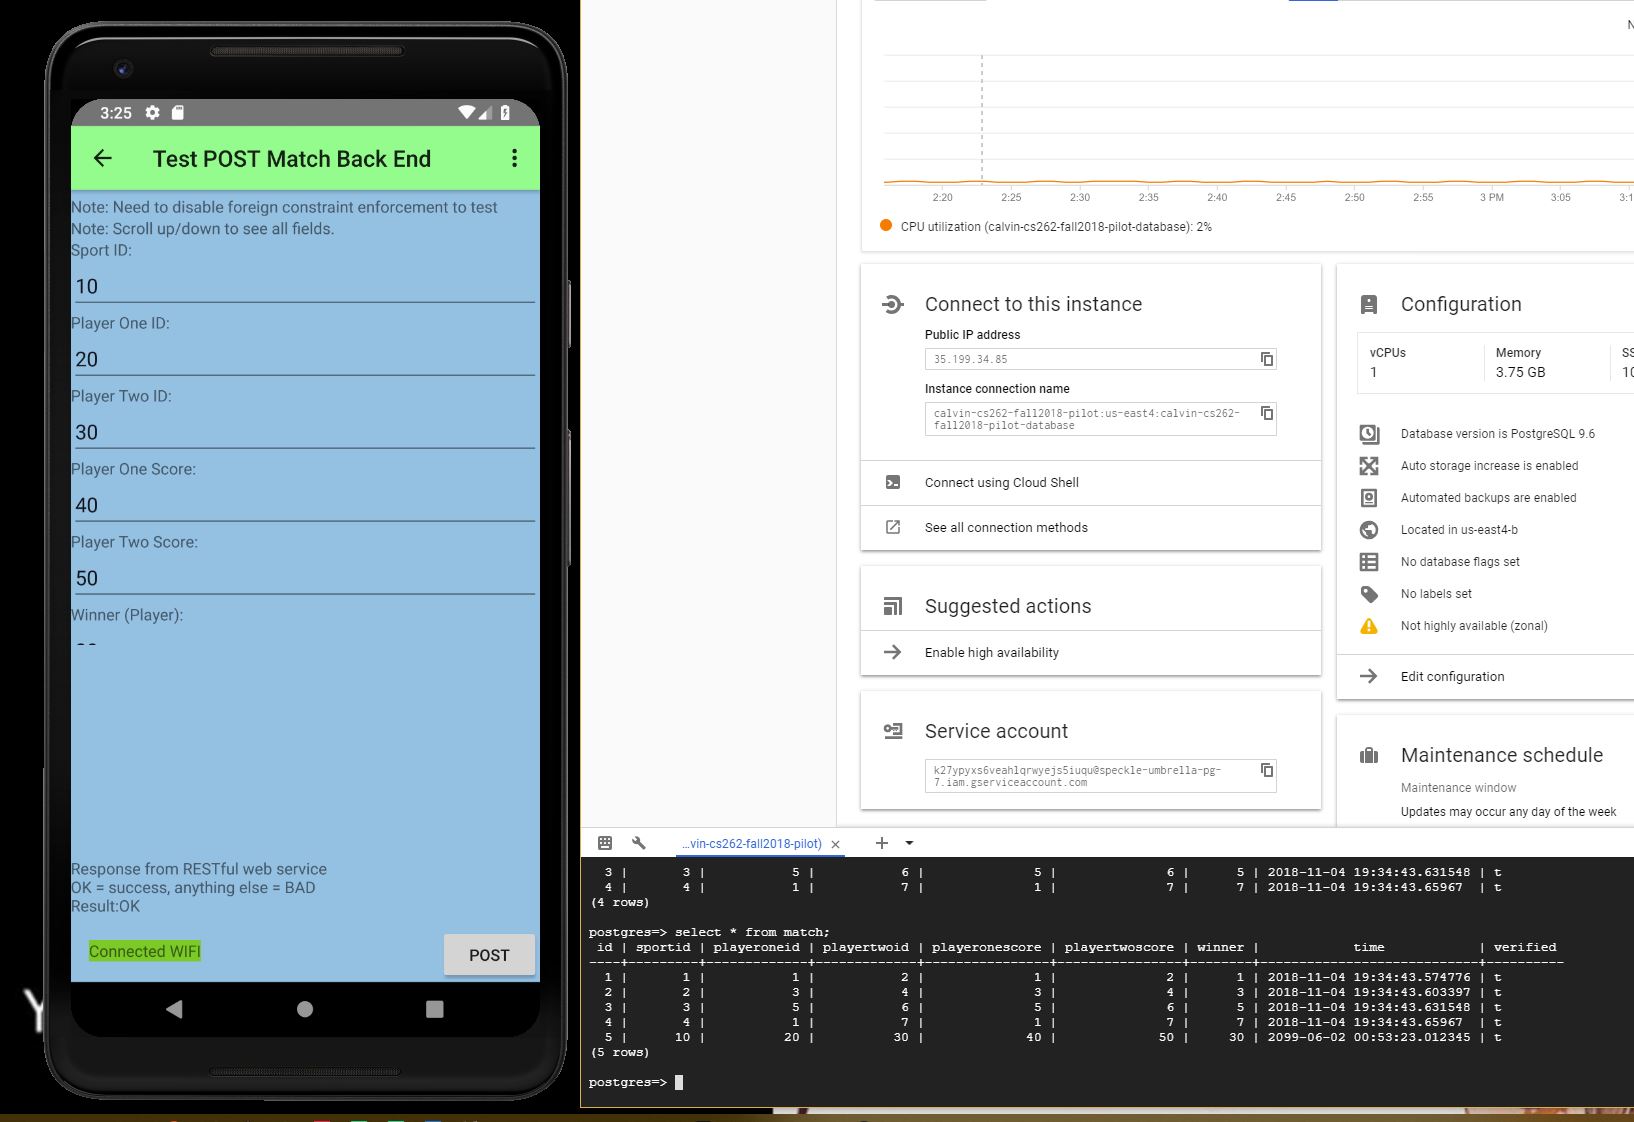 3:25
Test POST Match Back End
Note: Need to disable foreign constraint enforcement to test
Note: Scroll up/down to see all fields.
Sport ID:
10
Player One ID:
20
Player Two ID:
30
Player One Score:
40
Player Two Score:
50
Winner (Player):
Response from RESTful web service
OK = success, anything else = BAD
Result:OK
Connected WIFI
POST
2:20 2:25 2:30 2:35 2:40 2:45 2:50 2:55 3 PM 3:05
CPU utilization (calvin-cs262-fall2018-pilot-database): 2%
Connect to this instance
Public IP address
35.199.34.85
Instance connection name
calvin-cs262-fall2018-pilot:us-east4:calvin-cs262-
fall2018-pilot-database
Connect using Cloud Shell
See all connection methods
Suggested actions
Enable high availability
Service account
k27ypyxs6veahlqrwyejs5iuqu@speckle-umbrella-pg-
7.iam.gserviceaccount.com
Configuration
vCPUs Memory
1 3.75 GB
Database version is PostgreSQL 9.6
Auto storage increase is enabled
Automated backups are enabled
Located in us-east4-b
No database flags set
No labels set
Not highly available (zonal)
Edit configuration
Maintenance schedule
Maintenance window
Updates may occur any day of the week
...vin-cs262-fall2018-pilot)
3 | 3 | 5 | 6 | 5 | 6 | 5 | 2018-11-04 19:34:43.631548 | t
4 | 4 | 1 | 7 | 1 | 7 | 7 | 2018-11-04 19:34:43.65967 | t
(4 rows)
postgres=> select * from match;
id | sportid | playeroneid | playertwoid | playeronescore | playertwoscore | winner | time | verified
1 | 1 | 1 | 2 | 1 | 2 | 1 | 2018-11-04 19:34:43.574776 | t
2 | 2 | 3 | 4 | 3 | 4 | 3 | 2018-11-04 19:34:43.603397 | t
3 | 3 | 5 | 6 | 5 | 6 | 5 | 2018-11-04 19:34:43.631548 | t
4 | 4 | 1 | 7 | 1 | 7 | 7 | 2018-11-04 19:34:43.65967 | t
5 | 10 | 20 | 30 | 40 | 50 | 30 | 2099-06-02 00:53:23.012345 | t
(5 rows)
postgres=>